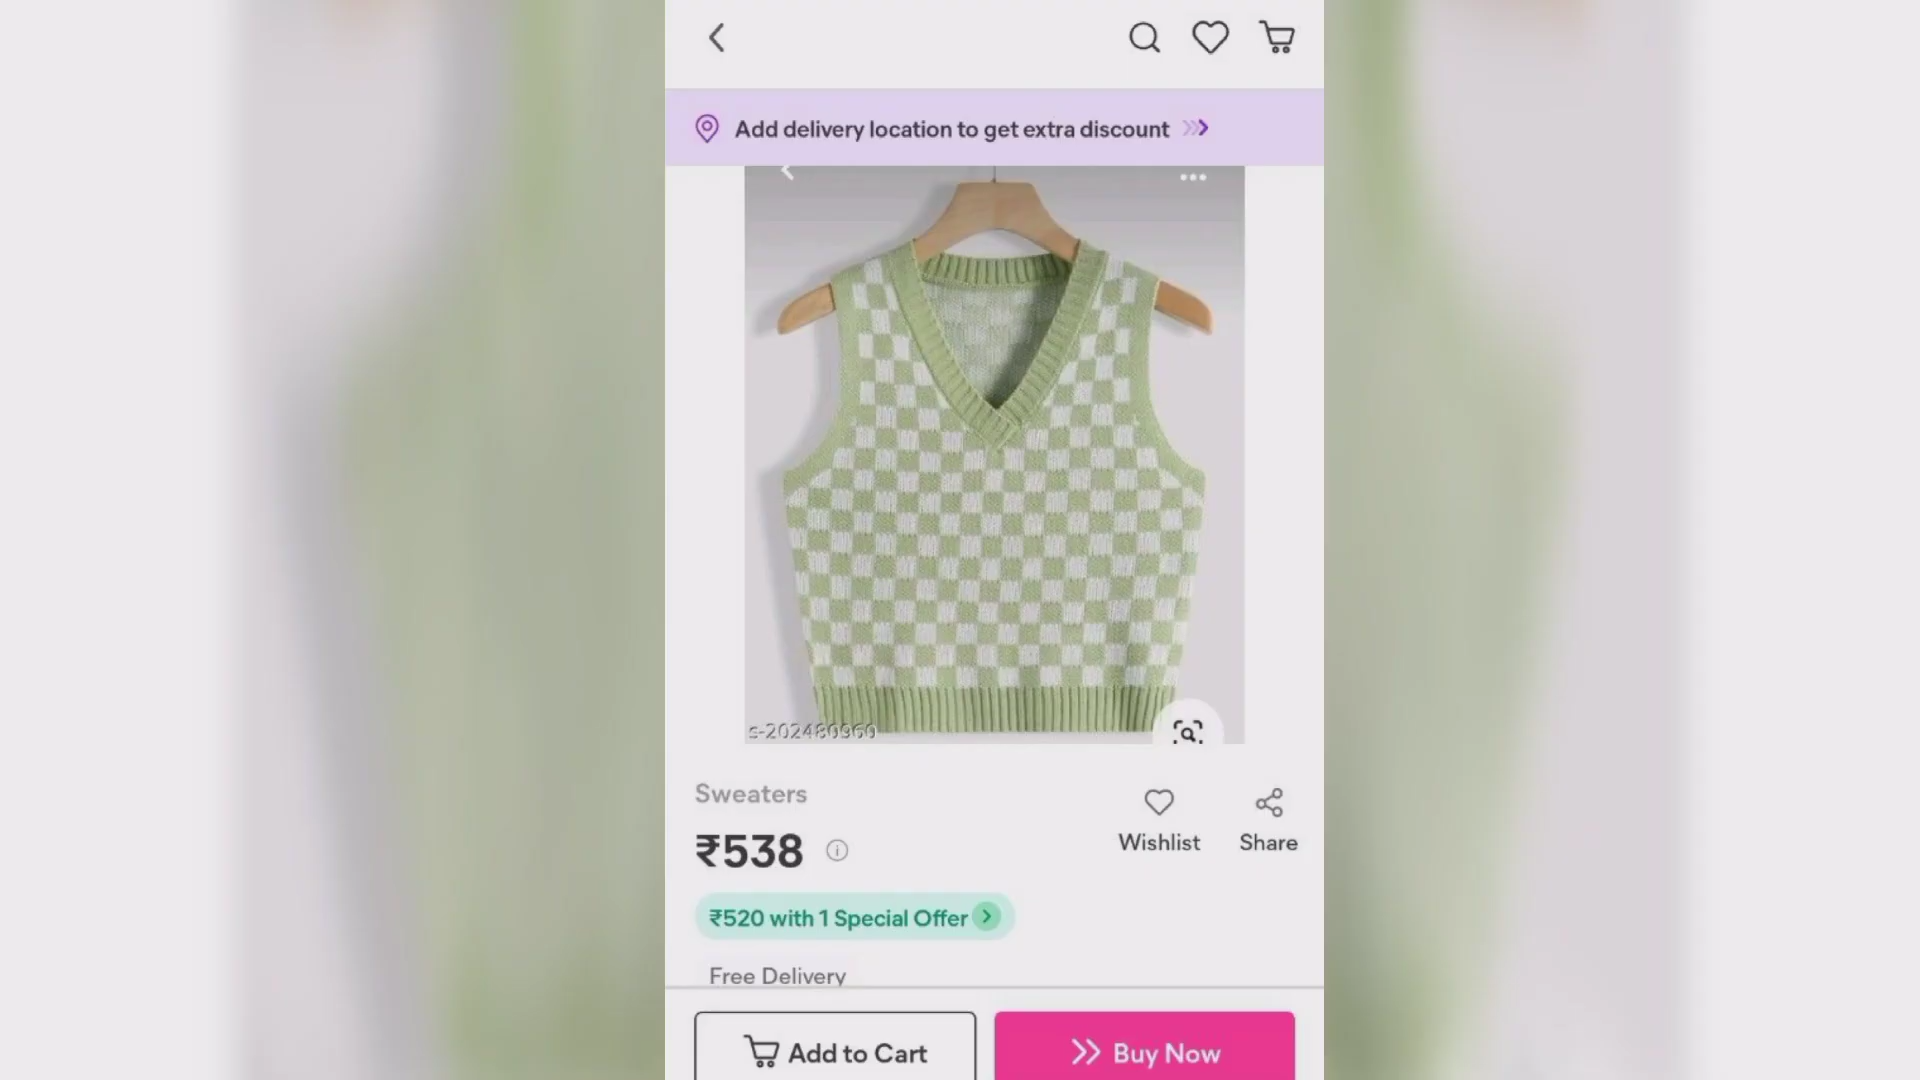 Add delivery location to get extra discount
s-202480960
Sweaters
₹538
Wishlist
Share
₹520 with 1 Special Offer
Free Delivery
Add to Cart
Buy Now